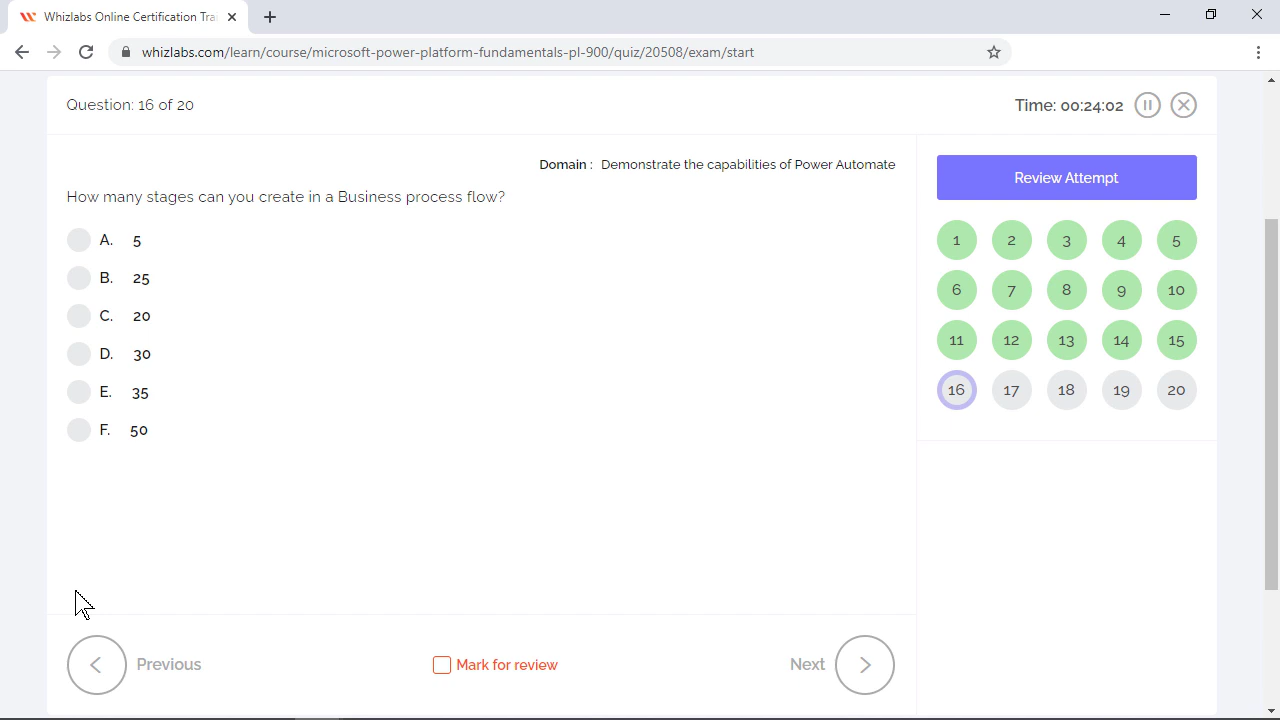 Whizlabs Online Certification Trai
whizlabs.com/learn/course/microsoft-power-platform-fundamentals-pl-900/quiz/20508/exam/start
Question: 16 of 20
Time: 00:24:02
Domain : Demonstrate the capabilities of Power Automate
Review Attempt
How many stages can you create in a Business process flow?
A. 5
B. 25
C. 20
D. 30
E. 35
F. 50
1 2 3 4 5
6 7 8 9 10
11 12 13 14 15
16 17 18 19 20
Previous
Mark for review
Next